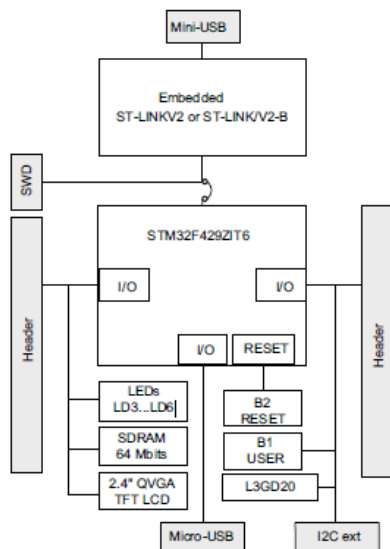 Mini-USB
Embedded
ST-LINKV2 or ST-LINK/V2-B
SWD
STM32F429ZIT6
Header
I/O
I/O
Header
I/O
RESET
LEDs
LD3...LD6
B2
RESET
SDRAM
64 Mbits
B1
USER
2.4" QVGA
TFT LCD
L3GD20
Micro-USB
I2C ext